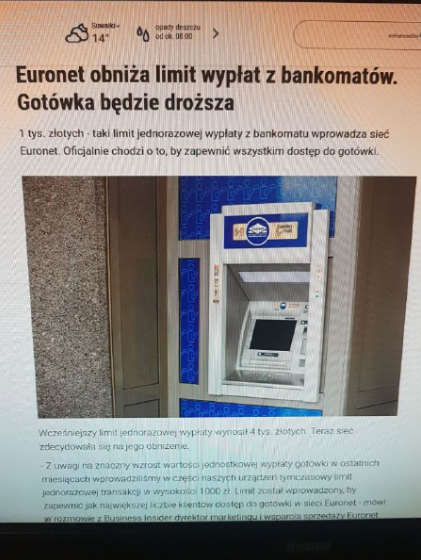 Suwałki
14°
opady deszczu
od ok. 08:00
Euronet obniża limit wypłat z bankomatów.
Gotówka będzie droższa
1 tys. złotych - taki limit jednorazowej wypłaty z bankomatu wprowadza sieć
Euronet. Oficjalnie chodzi o to, by zapewnić wszystkim dostęp do gotówki.
Wcześniejszy limit jednorazowej wypłaty wynosił 4 tys. złotych. Teraz sieć
zdecydowała się na jego obniżenie.
- Z uwagi na znaczny wzrost wartości jednostkowej wypłaty gotówki w ostatnich
miesiącach wprowadziliśmy w części naszych urządzeń tymczasowy limit
jednorazowej transakcji w wysokości 1000 zł. Limit został wprowadzony, by
zapewnić jak największej liczbie klientów dostęp do gotówki w sieci Euronet - mówi
w rozmowie z Business Insider dyrektor marketingu i wsparcia sprzedaży Euronet